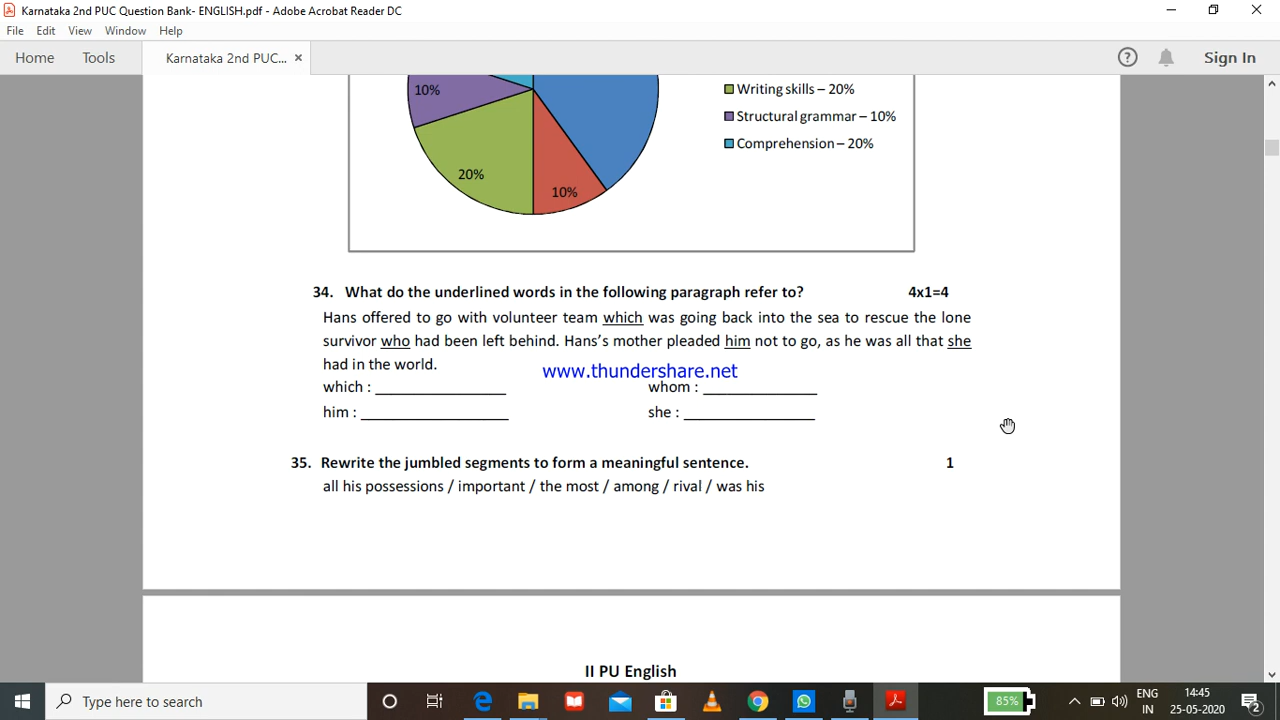 Karnataka 2nd PUC Question Bank- ENGLISH.pdf - Adobe Acrobat Reader DC
File Edit View Window Help
Home Tools Karnataka 2nd PUC... × Sign In
10%
20%
10%
Writing skills – 20%
Structural grammar – 10%
Comprehension – 20%
34. What do the underlined words in the following paragraph refer to? 4x1=4
Hans offered to go with volunteer team which was going back into the sea to rescue the lone
survivor who had been left behind. Hans's mother pleaded him not to go, as he was all that she
had in the world.
www.thundershare.net
which : _______________ whom : _______________
him : _______________ she : _______________
35. Rewrite the jumbled segments to form a meaningful sentence. 1
all his possessions / important / the most / among / rival / was his
II PU English
Type here to search
85%
ENG
IN
14:45
25-05-2020
2